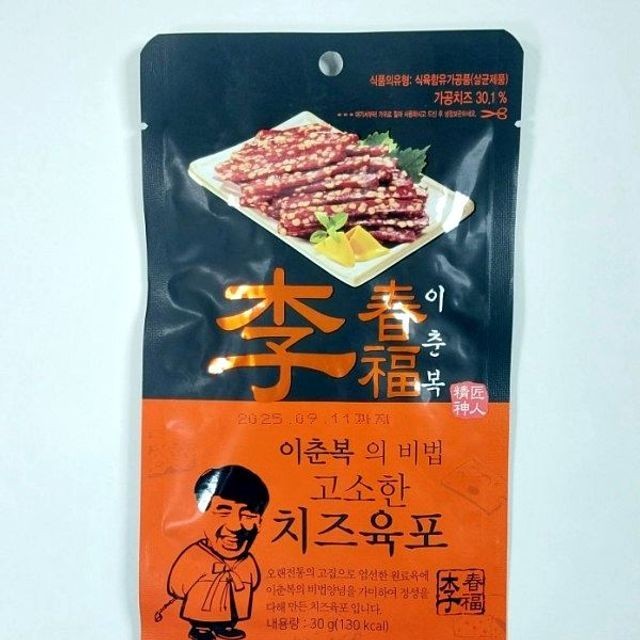 식품의유형: 식육함유가공품(살균제품)
가공치즈 30.1 %
李
春福
이춘복
匠人
精神
2025.09.11까지
이춘복 의 비법
고소한
치즈육포
오랜전통의 고집으로 엄선한 원료육에
이춘복의 비법양념을 가미하여 정성을
다해 만든 치즈육포 입니다.
내용량 : 30 g (130 kcal)
李
春福